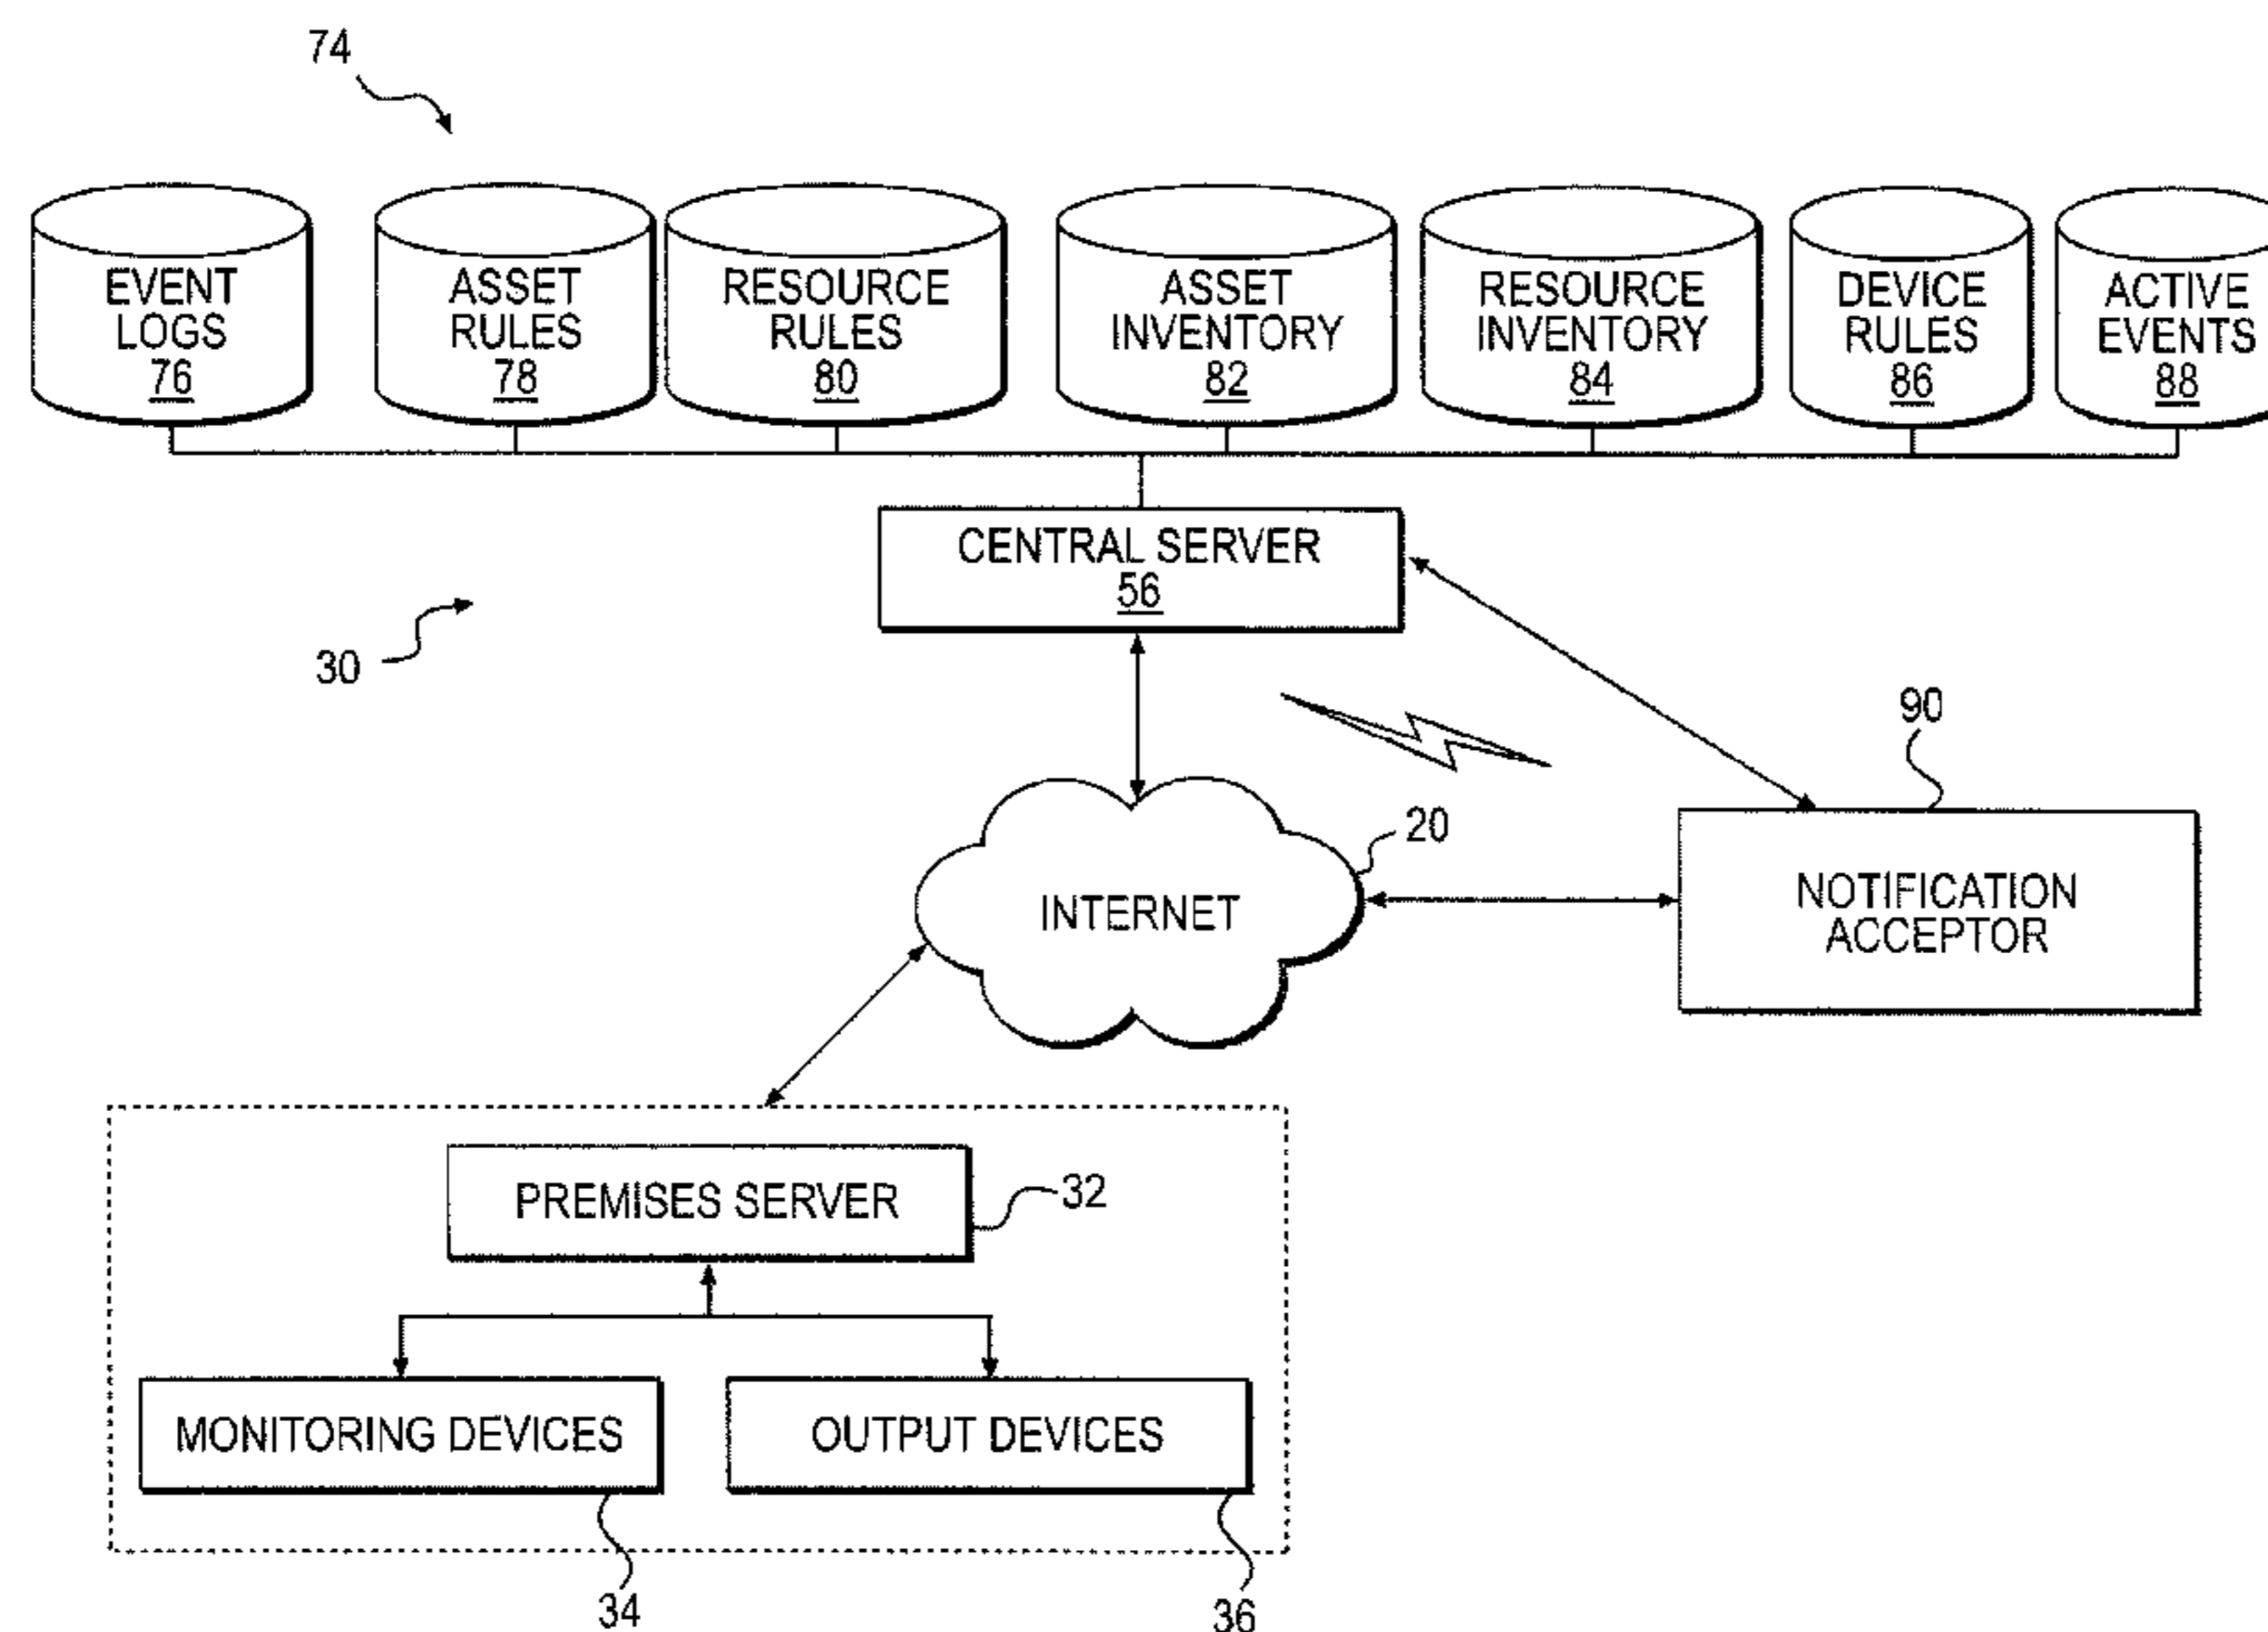 74
EVENT
LOGS
76
ASSET
RULES
78
RESOURCE
RULES
80
ASSET
INVENTORY
82
RESOURCE
INVENTORY
84
DEVICE
RULES
86
ACTIVE
EVENTS
88
CENTRAL SERVER
56
30
90
20
INTERNET
NOTIFICATION
ACCEPTOR
PREMISES SERVER
32
MONITORING DEVICES
OUTPUT DEVICES
34
36